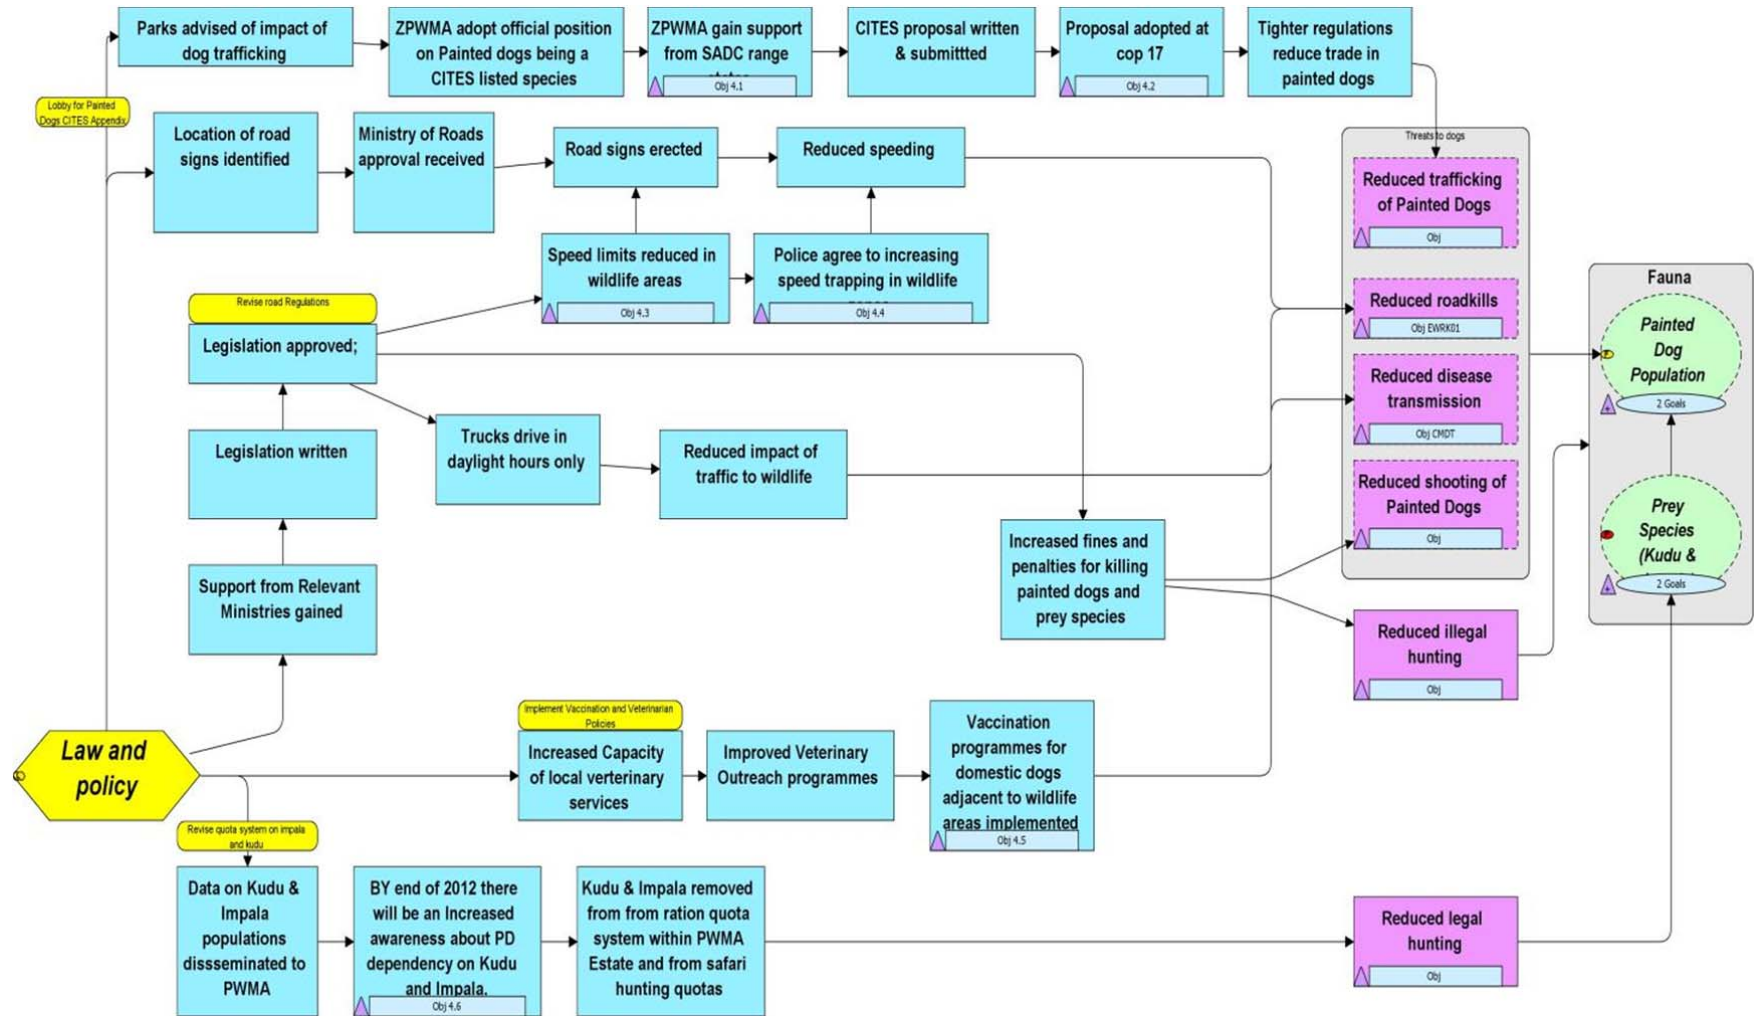 Parks advised of impact of
dog trafficking
ZPWMA adopt official position
on Painted dogs being a
CITES listed species
ZPWMA gain support
from SADC range
Obj 4.1
CITES proposal written
& submittted
Proposal adopted at
cop 17
Obj 4.2
Tighter regulations
reduce trade in
painted dogs
Lobby for Painted
Dogs CITES Appendix
Location of road
signs identified
Ministry of Roads
approval received
Road signs erected
Reduced speeding
Speed limits reduced in
wildlife areas
Obj 4.3
Police agree to increasing
speed trapping in wildlife
Obj 4.4
Threats to dogs
Reduced trafficking
of Painted Dogs
Obj
Reduced roadkills
Obj EWRK01
Reduced disease
transmission
Obj CMDT
Reduced shooting of
Painted Dogs
Obj
Fauna
Painted
Dog
Population
2 Goals
Prey
Species
(Kudu &
2 Goals
Revise road Regulations
Legislation approved;
Legislation written
Trucks drive in
daylight hours only
Reduced impact of
traffic to wildlife
Support from Relevant
Ministries gained
Increased fines and
penalties for killing
painted dogs and
prey species
Reduced illegal
hunting
Obj
Law and
policy
Implement Vaccination and Veterinarian
Policies
Increased Capacity
of local verterinary
services
Improved Veterinary
Outreach programmes
Vaccination
programmes for
domestic dogs
adjacent to wildlife
areas implemented
Obj 4.5
Revise quota system on impala
and kudu
Data on Kudu &
Impala
populations
dissseminated to
PWMA
BY end of 2012 there
will be an Increased
awareness about PD
dependency on Kudu
and Impala.
Obj 4.6
Kudu & Impala removed
from from ration quota
system within PWMA
Estate and from safari
hunting quotas
Reduced legal
hunting
Obj